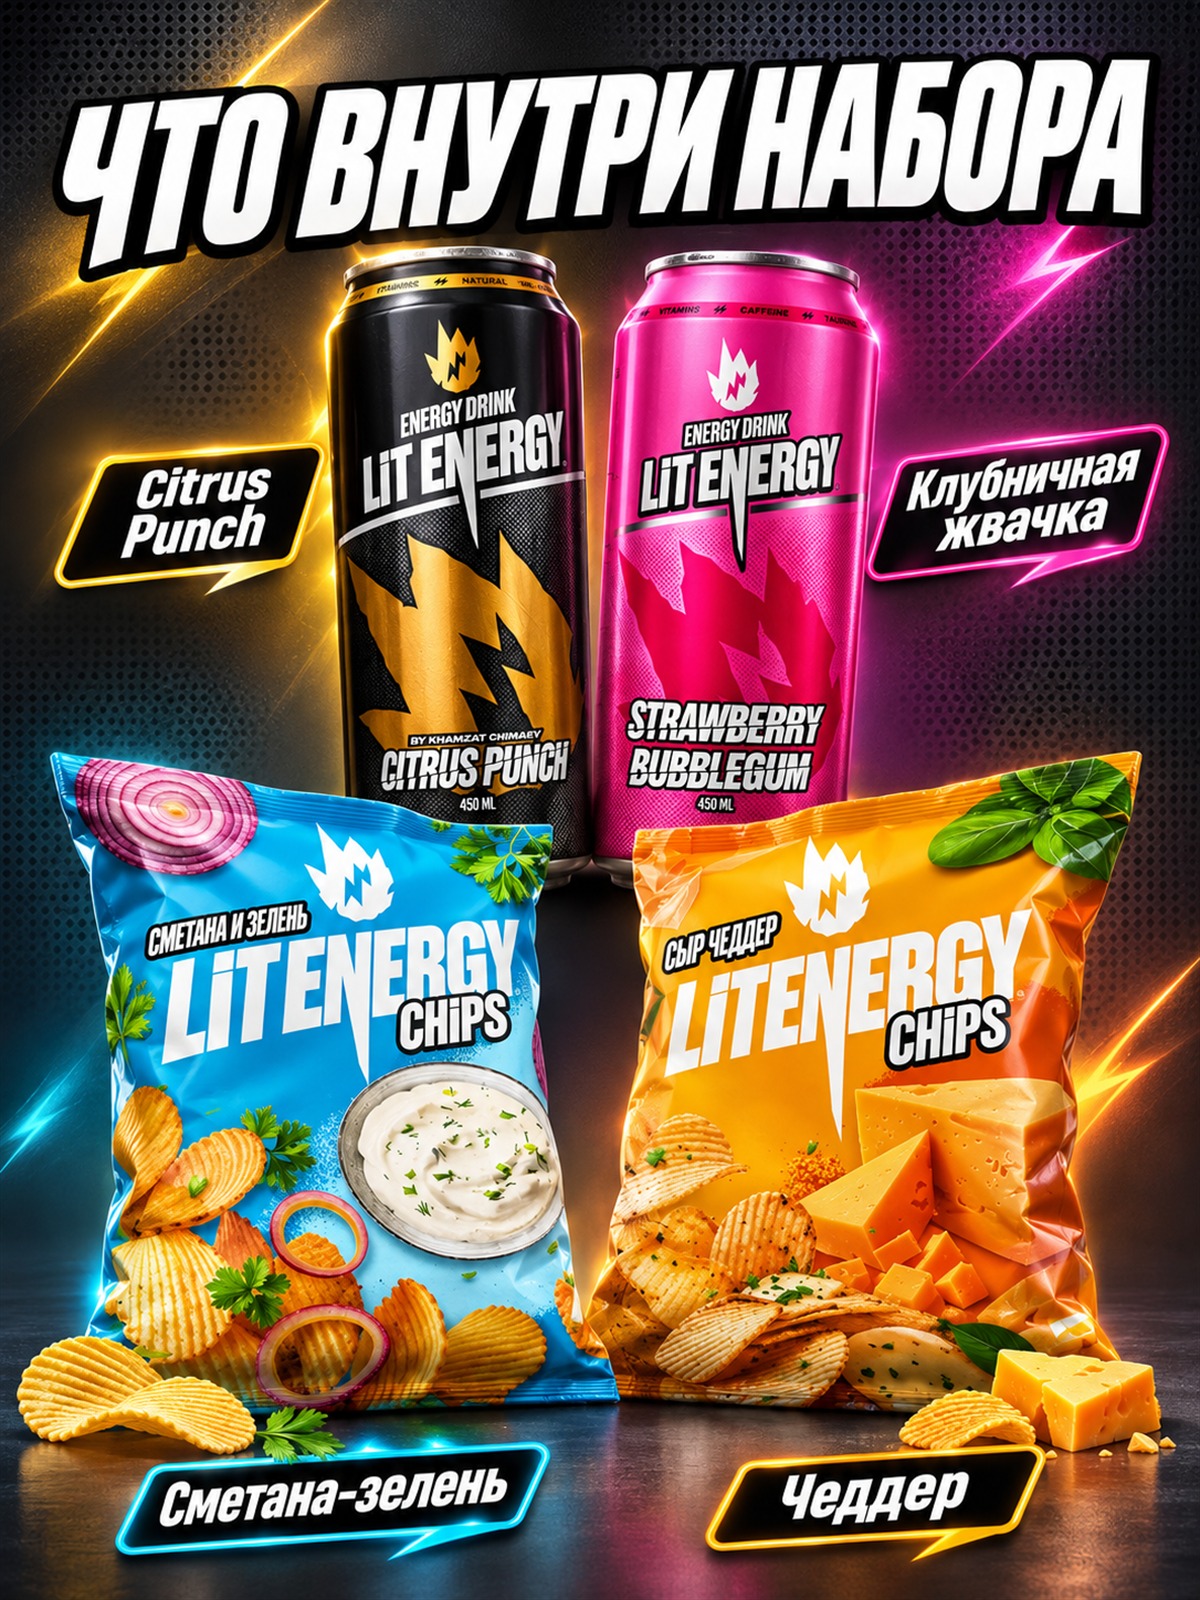 ЧТО ВНУТРИ НАБОРА
NATURAL
VITAMINS CAFFEINE
ENERGY DRINK
LIT ENERGY
ENERGY DRINK
LIT ENERGY
Citrus
Punch
Клубничная
жвачка
BY KHAMZAT CHIMAEV
CITRUS PUNCH
450 ML
STRAWBERRY
BUBBLEGUM
450 ML
СМЕТАНА И ЗЕЛЕНЬ
LIT ENERGY
CHIPS
СЫР ЧЕДДЕР
LIT ENERGY
CHIPS
Сметана-зелень
Чеддер